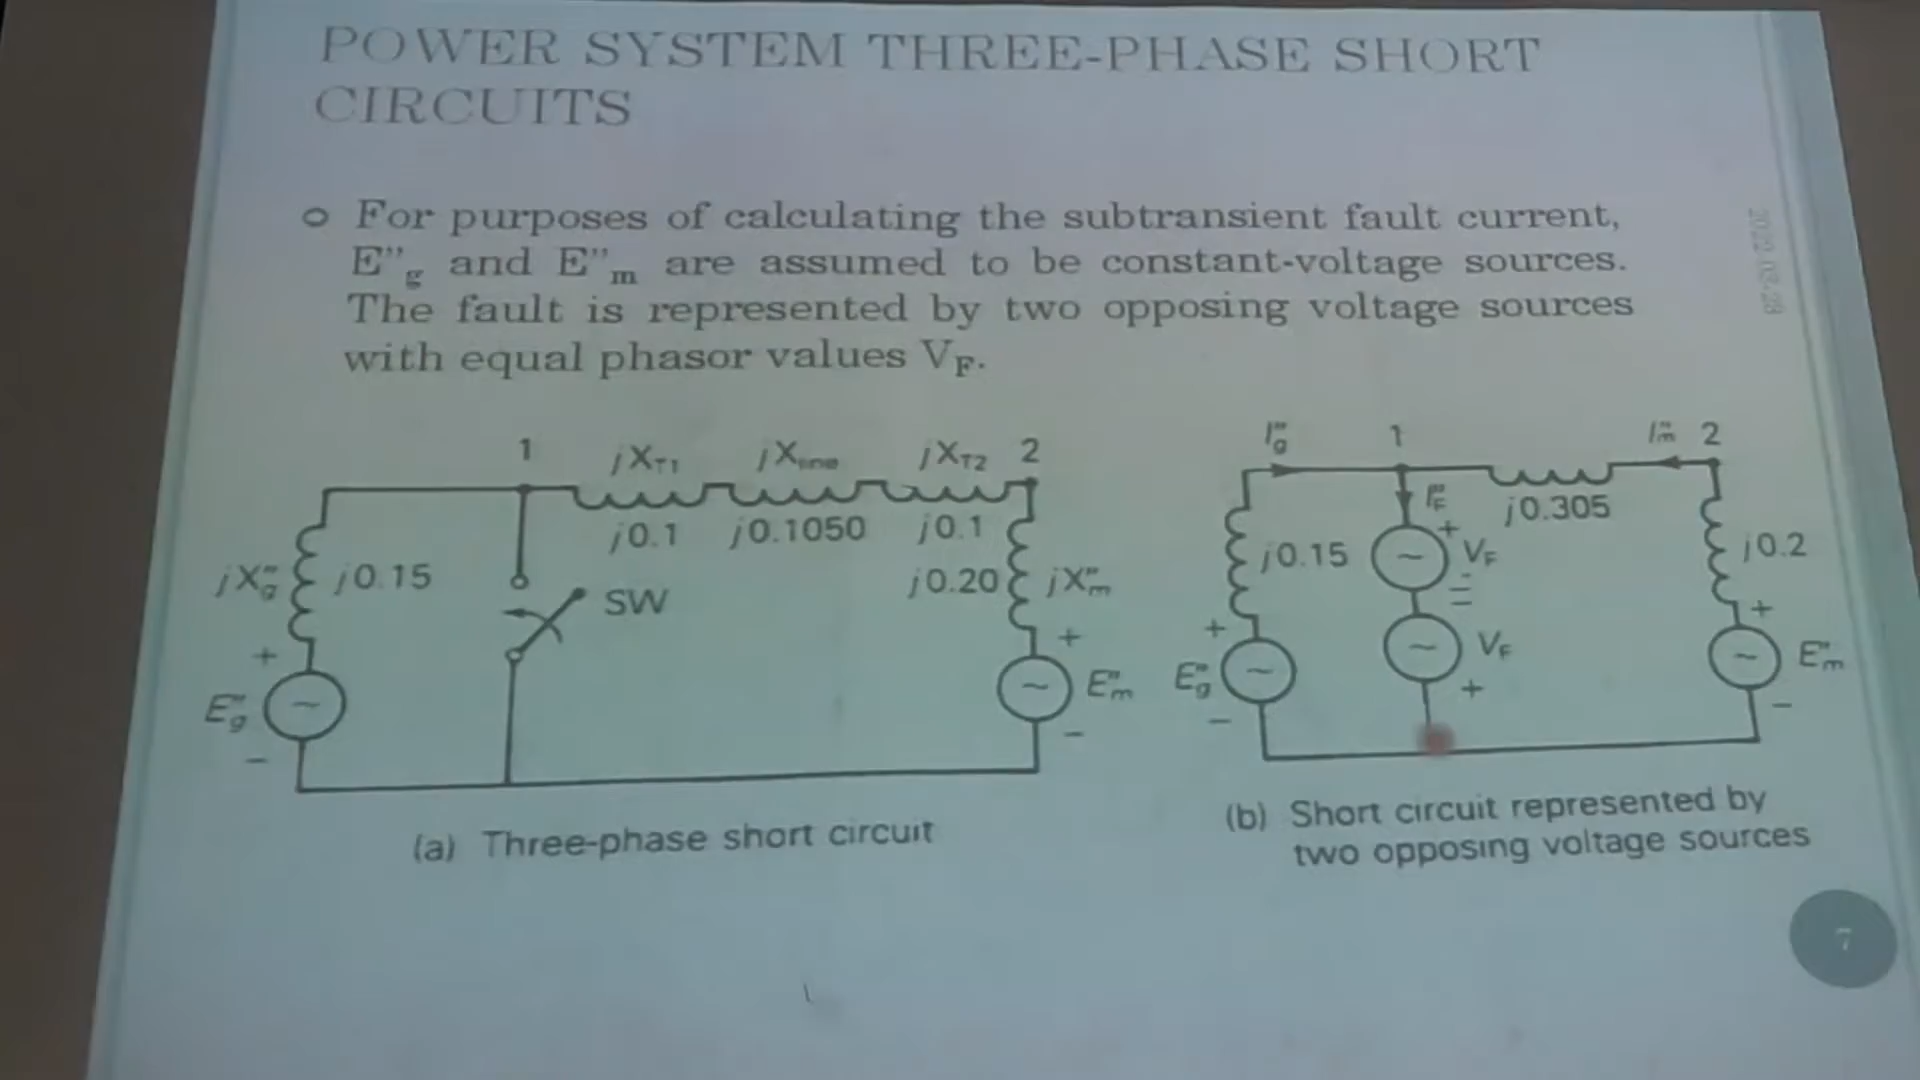 POWER SYSTEM THREE-PHASE SHORT
CIRCUITS
For purposes of calculating the subtransient fault current,
E"g and E"m are assumed to be constant-voltage sources.
The fault is represented by two opposing voltage sources
with equal phasor values VF.
1 jXT1 jXline jXT2 2
j0.1 j0.1050 j0.1
jX"g j0.15
SW
j0.20 jX"m
+ +
E"g E"m
- -
(a) Three-phase short circuit
I"g 1 I"m 2
I"F j0.305
j0.15 + VF j0.2
=
+ VF +
E"g + E"m
- -
(b) Short circuit represented by
two opposing voltage sources
7